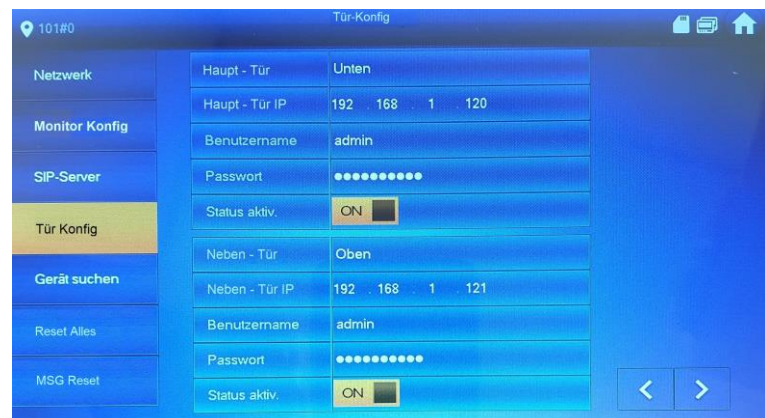 Tür-Konfig
101#0
Netzwerk
Monitor Konfig
SIP-Server
Tür Konfig
Gerät suchen
Reset Alles
MSG Reset
Haupt - Tür Unten
Haupt - Tür IP 192 . 168 . 1 . 120
Benutzername admin
Passwort ●●●●●●●●●●
Status aktiv. ON
Neben - Tür Oben
Neben - Tür IP 192 . 168 . 1 . 121
Benutzername admin
Passwort ●●●●●●●●●●
Status aktiv. ON